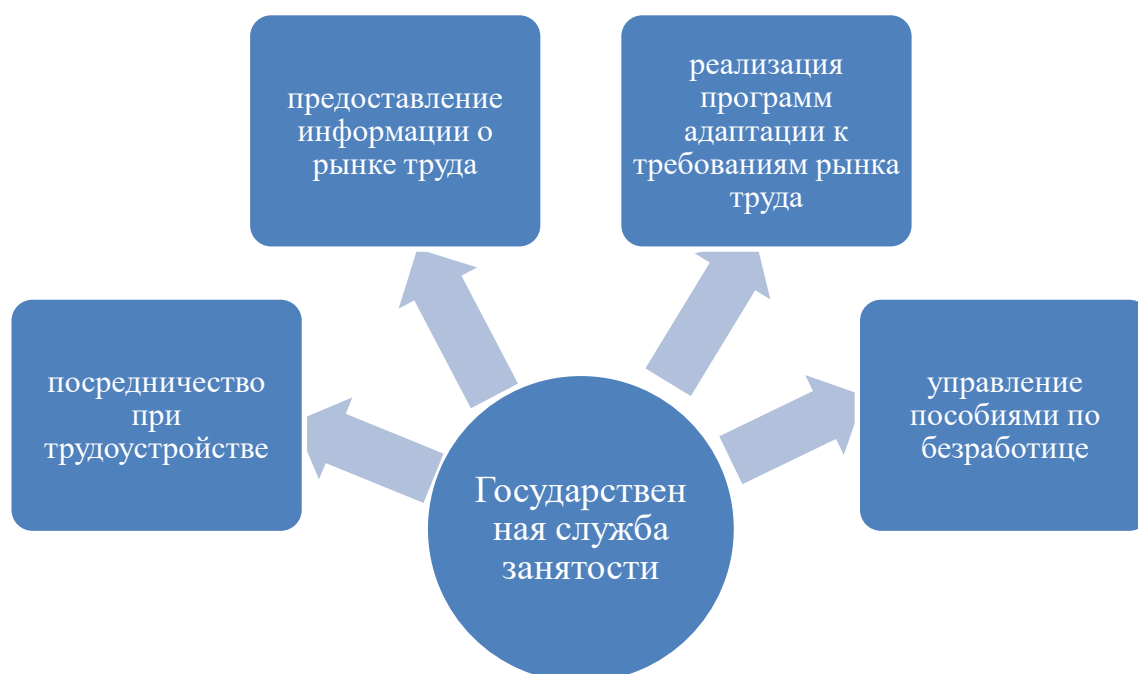 предоставление
информации о
рынке труда
реализация
программ
адаптации к
требованиям рынка
труда
посредничество
при
трудоустройстве
управление
пособиями по
безработице
Государствен
ная служба
занятости